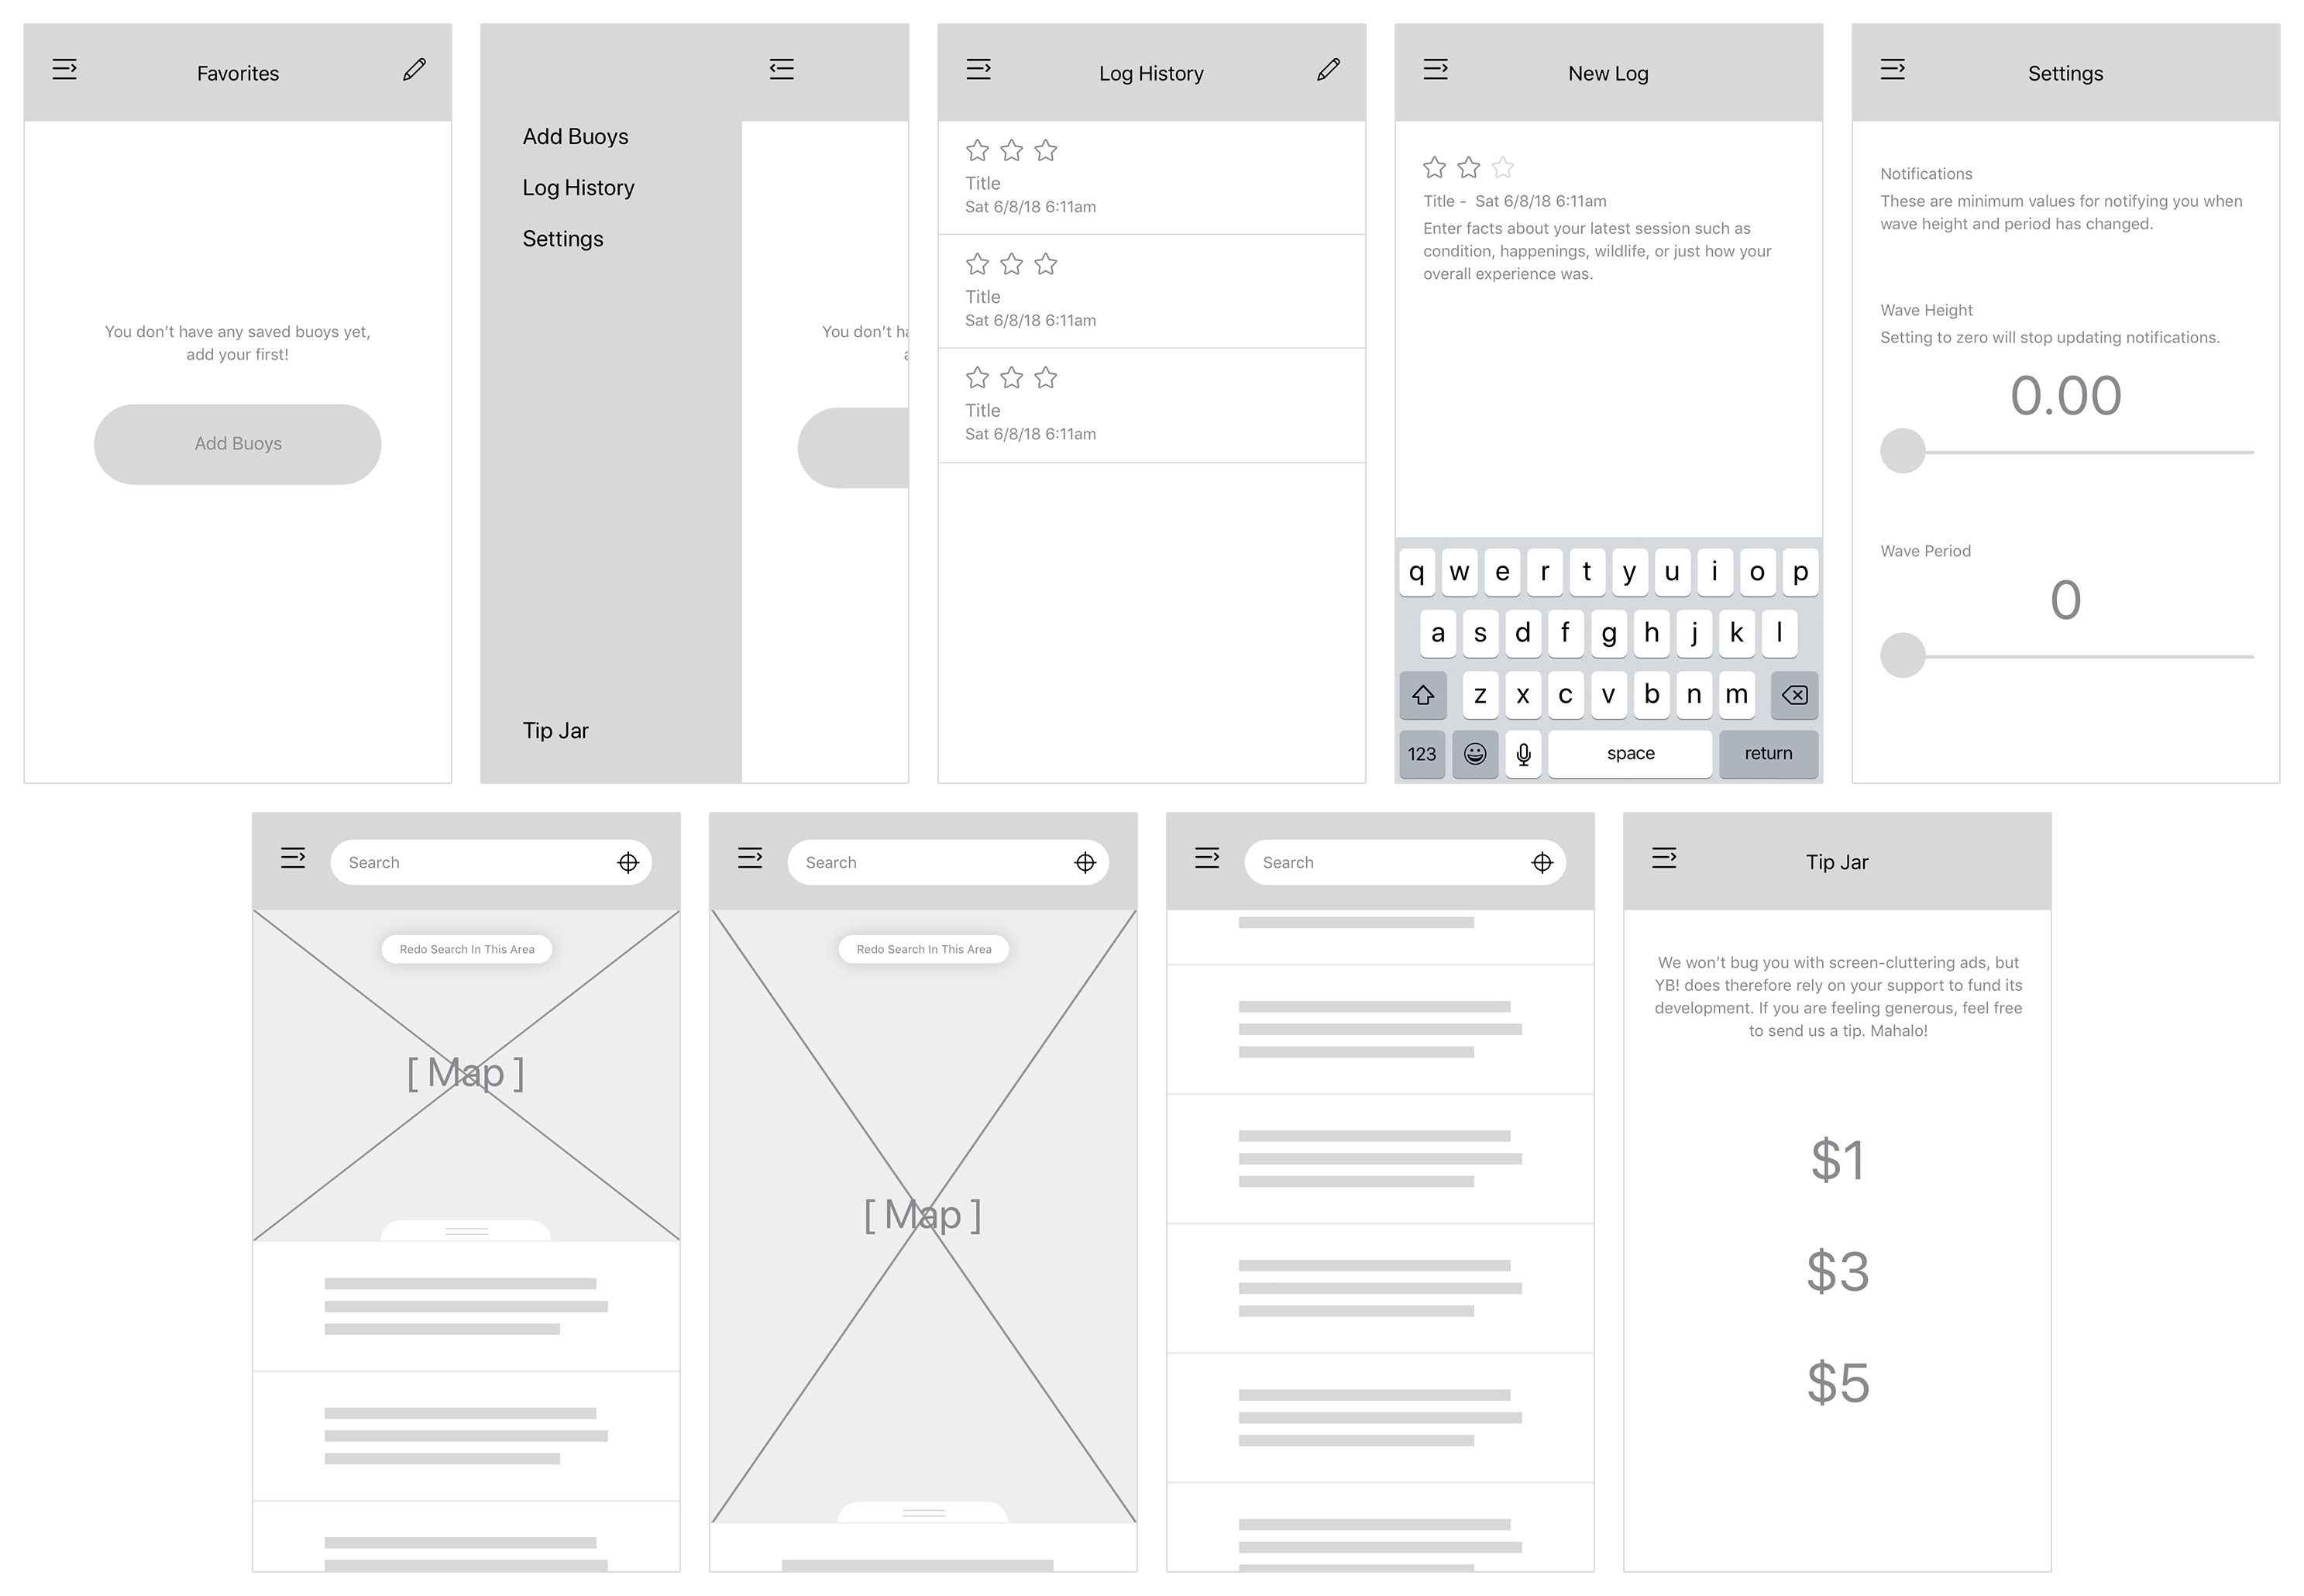 Favorites
You don’t have any saved buoys yet,
add your first!
Add Buoys
Add Buoys
Log History
Settings
Tip Jar
You don’t ha
a
Log History
Title
Sat 6/8/18 6:11am
Title
Sat 6/8/18 6:11am
Title
Sat 6/8/18 6:11am
New Log
Title - Sat 6/8/18 6:11am
Enter facts about your latest session such as
condition, happenings, wildlife, or just how your
overall experience was.
q w e r t y u i o p
a s d f g h j k l
z x c v b n m
123 space return
Settings
Notifications
These are minimum values for notifying you when
wave height and period has changed.
Wave Height
Setting to zero will stop updating notifications.
0.00
Wave Period
0
Search
Redo Search In This Area
[ Map ]
Search
Redo Search In This Area
[ Map ]
Search
Tip Jar
We won’t bug you with screen-cluttering ads, but
YB! does therefore rely on your support to fund its
development. If you are feeling generous, feel free
to send us a tip. Mahalo!
$1
$3
$5